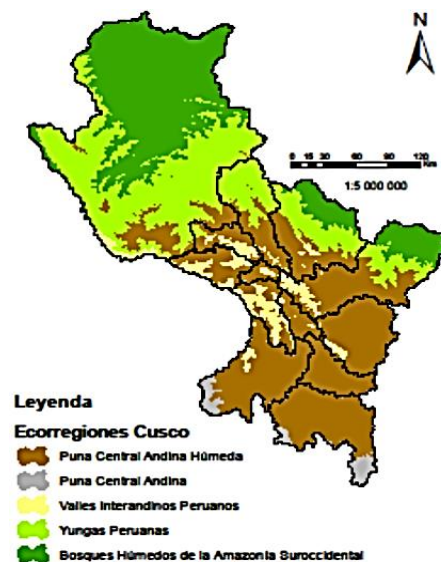 N
0 15 30 60 90 120
Km
1:5 000 000
Leyenda
Ecorregiones Cusco
Puna Central Andina Húmeda
Puna Central Andina
Valles Interandinos Peruanos
Yungas Peruanas
Bosques Húmedos de la Amazonía Suroccidental